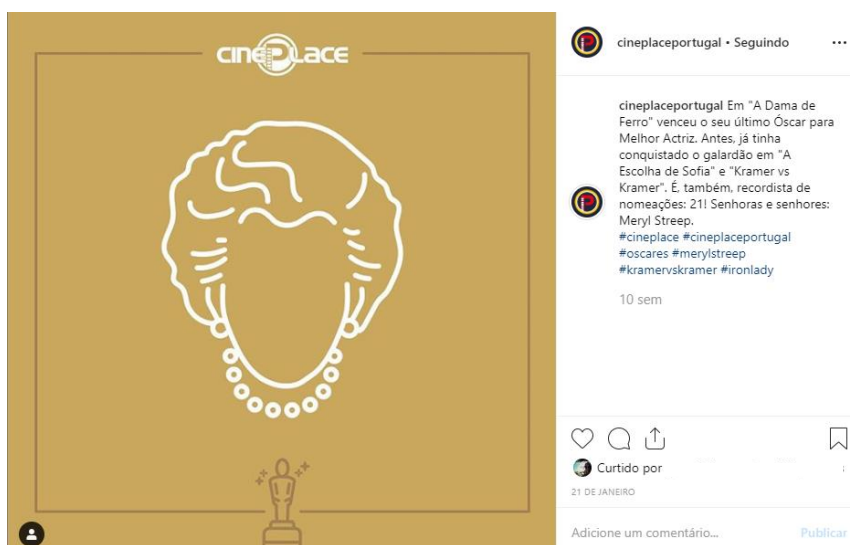 CINEPLACE
cineplaceportugal • Seguindo
cineplaceportugal Em "A Dama de
Ferro" venceu o seu último Óscar para
Melhor Actriz. Antes, já tinha
conquistado o galardão em "A
Escolha de Sofia" e "Kramer vs
Kramer". É, também, recordista de
nomeações: 21! Senhoras e senhores:
Meryl Streep.
#cineplace #cineplaceportugal
#oscares #merylstreep
#kramervskramer #ironlady
10 sem
Curtido por
21 DE JANEIRO
Adicione um comentário... Publicar